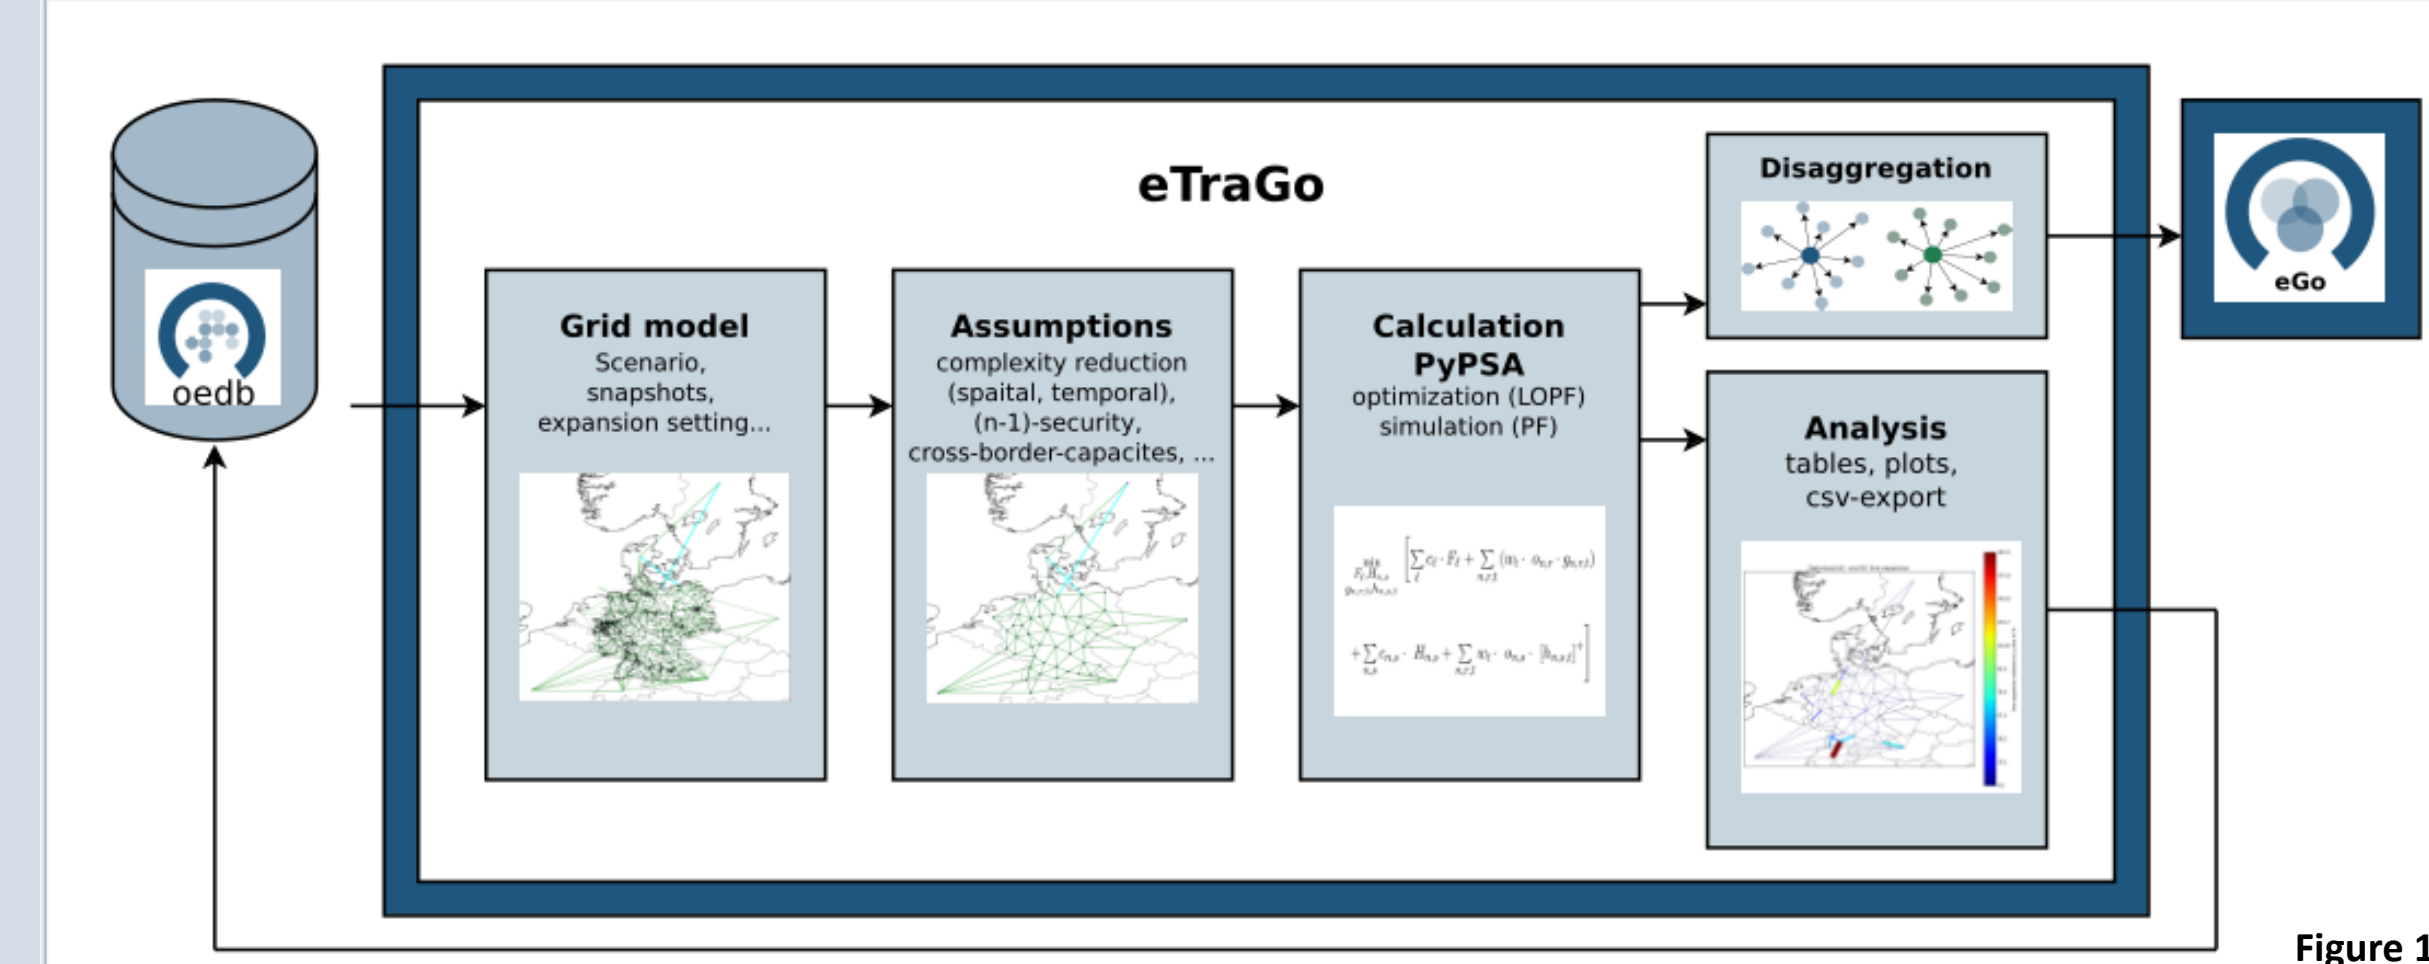 eTraGo
oedb
Grid model
Scenario,
snapshots,
expansion setting...
Assumptions
complexity reduction
(spaital, temporal),
(n-1)-security,
cross-border-capacites, ...
Calculation
PyPSA
optimization (LOPF)
simulation (PF)
Disaggregation
Analysis
tables, plots,
csv-export
eGo
Figure 1